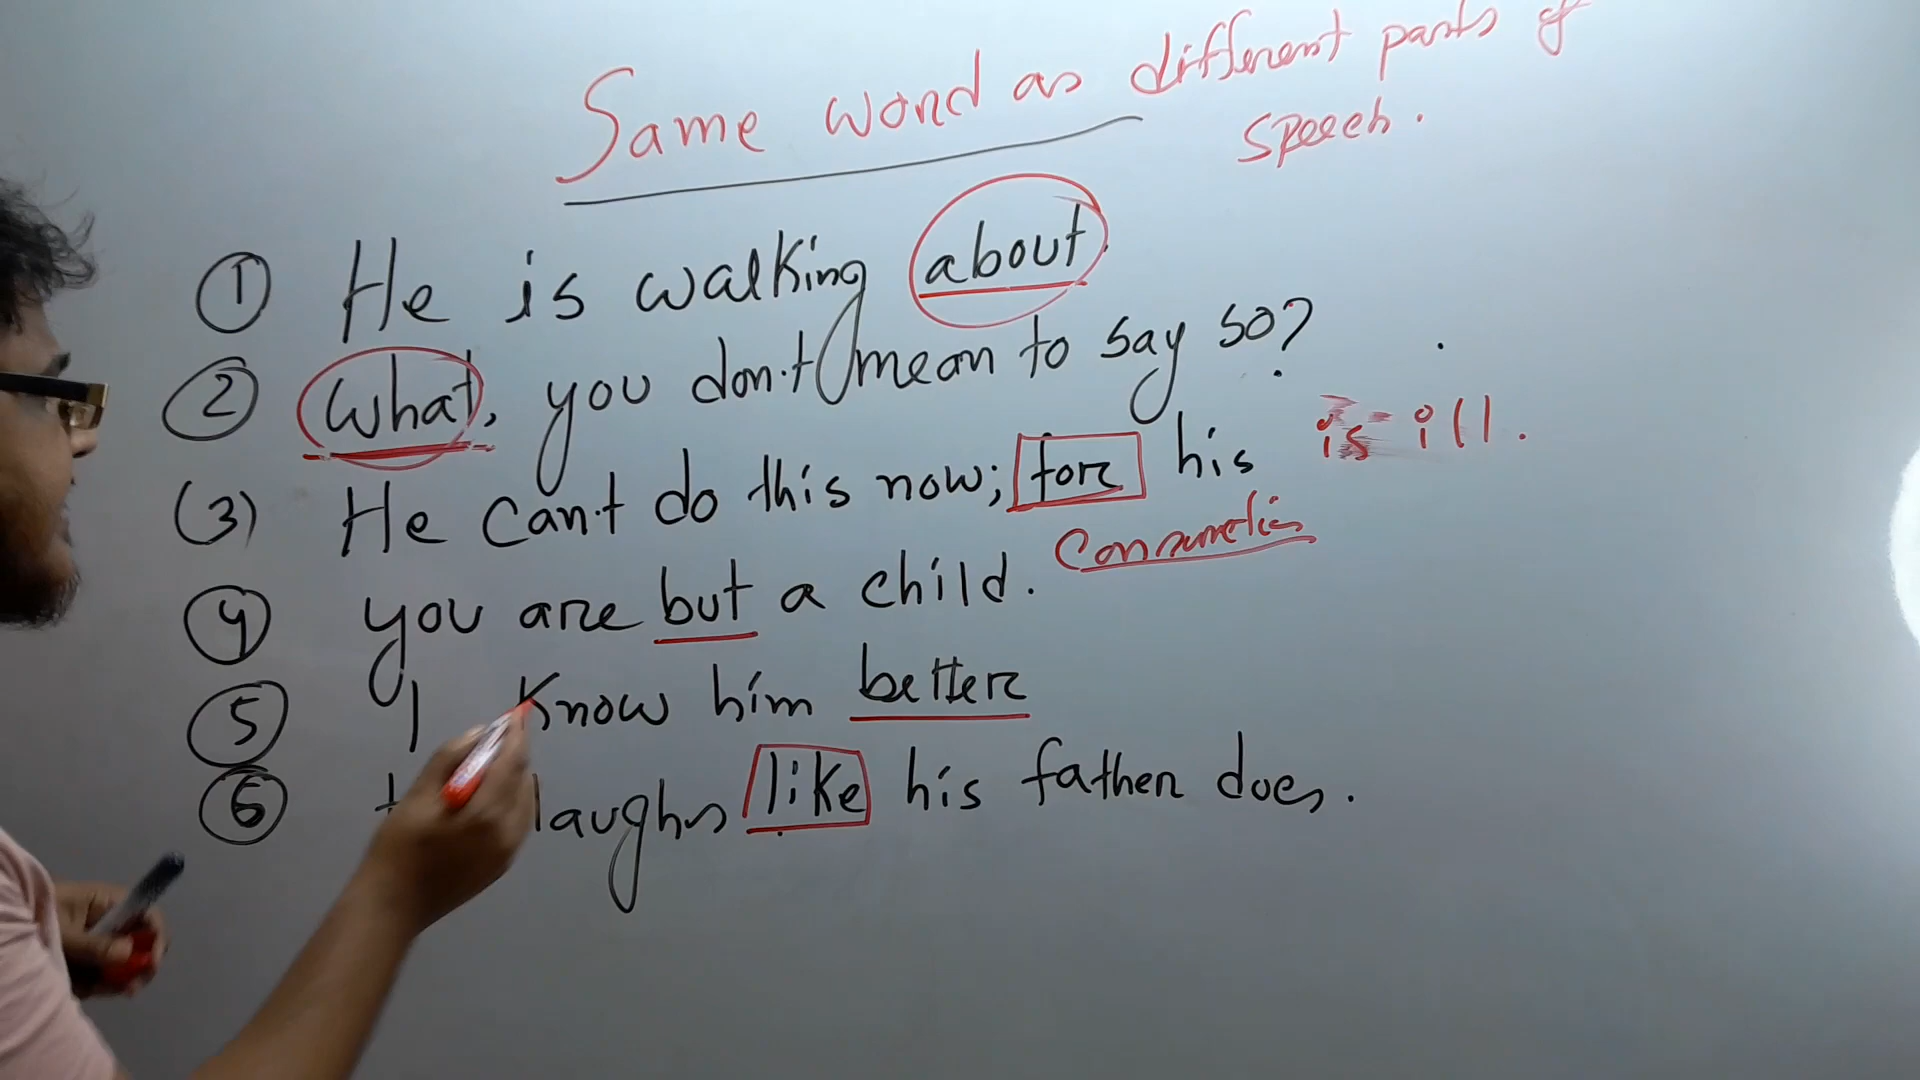 Same word as different parts of
speech.
① He is walking about.
② What, you don't mean to say so?
(3) He can't do this now; for his is ill.
④ you are but a child.
⑤ I know him better
⑥ laughs like his father does.